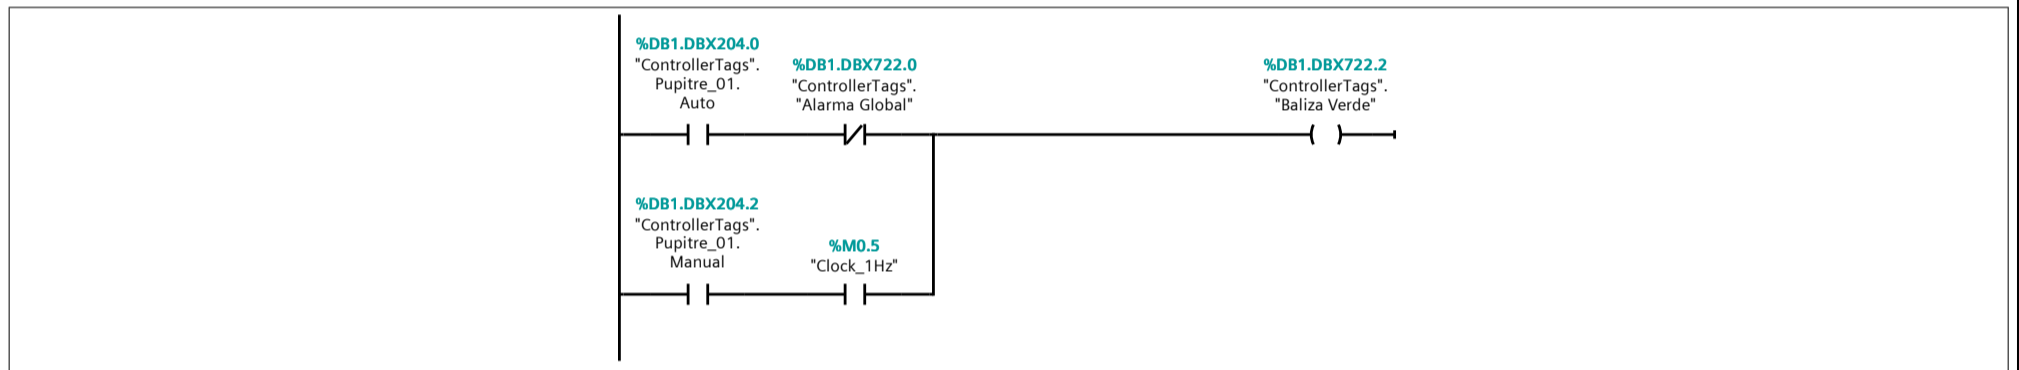 %DB1.DBX204.0
"ControllerTags".
Pupitre_01.
Auto
%DB1.DBX722.0
"ControllerTags".
"Alarma Global"
%DB1.DBX722.2
"ControllerTags".
"Baliza Verde"
%DB1.DBX204.2
"ControllerTags".
Pupitre_01.
Manual
%M0.5
"Clock_1Hz"